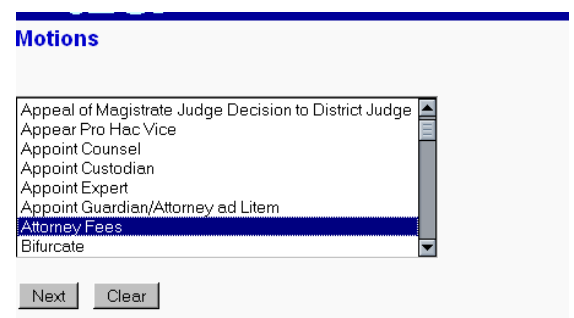 Motions
Appeal of Magistrate Judge Decision to District Judge
Appear Pro Hac Vice
Appoint Counsel
Appoint Custodian
Appoint Expert
Appoint Guardian/Attorney ad Litem
Attorney Fees
Bifurcate
Next Clear